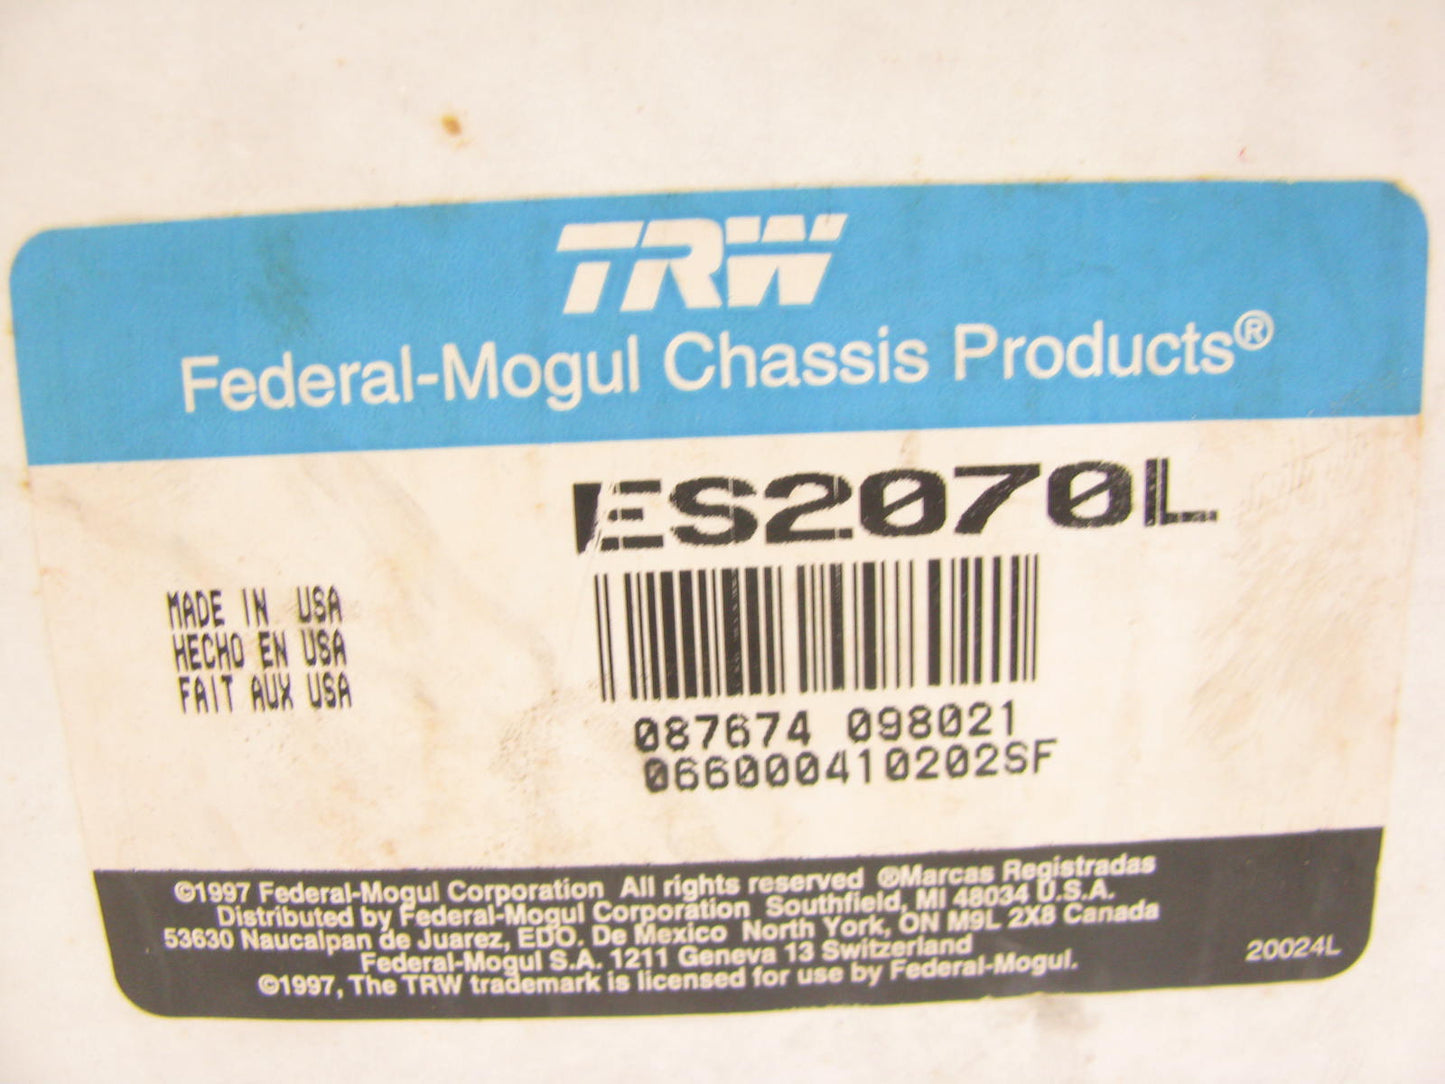 TRW
Federal-Mogul Chassis Products®
ES2070L
MADE IN USA
HECHO EN USA
FAIT AUX USA
087674 098021
066000410202SF
©1997 Federal-Mogul Corporation All rights reserved ®Marcas Registradas
Distributed by Federal-Mogul Corporation Southfield, MI 48034 U.S.A.
53630 Naucalpan de Juarez, EDO. De Mexico North York, ON M9L 2X8 Canada
Federal-Mogul S.A. 1211 Geneva 13 Switzerland
©1997, The TRW trademark is licensed for use by Federal-Mogul.
20024L